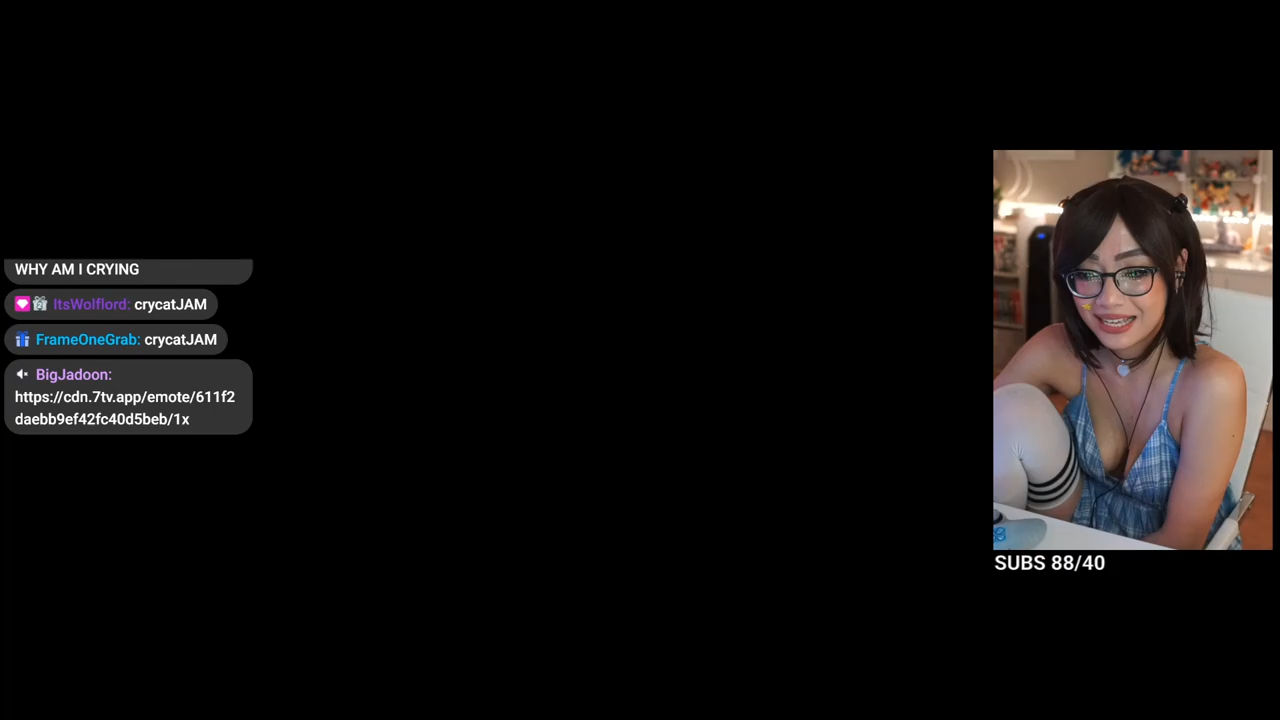 WHY AM I CRYING
ItsWolflord: crycatJAM
FrameOneGrab: crycatJAM
BigJadoon:
https://cdn.7tv.app/emote/611f2
daebb9ef42fc40d5beb/1x
SUBS 88/40